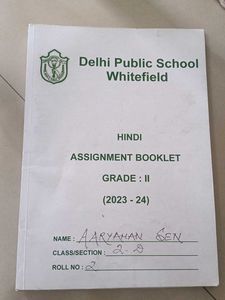 Delhi Public School
Whitefield
HINDI
ASSIGNMENT BOOKLET
GRADE : II
(2023 - 24)
NAME : AARYAMAN SEN
CLASS/SECTION : 2 D
ROLL NO : 2